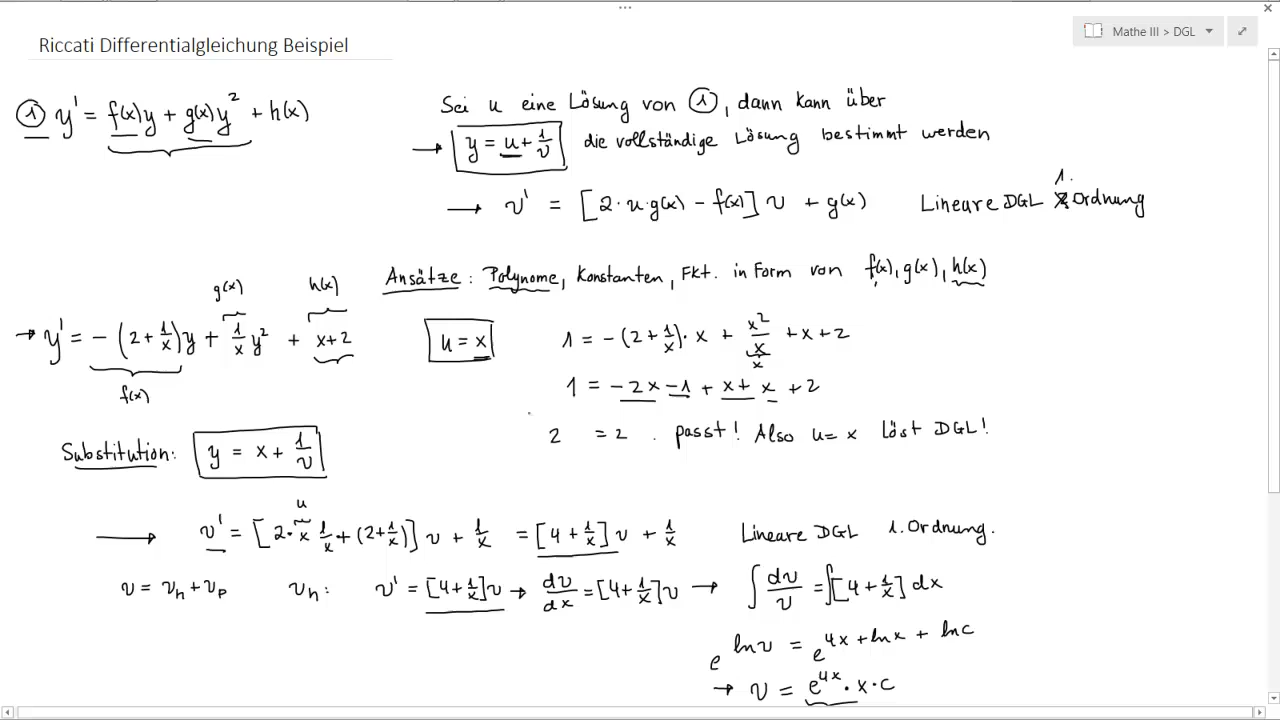 Riccati Differentialgleichung Beispiel
Mathe III > DGL
① y' = f(x)y + g(x)y² + h(x)
Sei u eine Lösung von ①, dann kann über
→ y = u + 1/v die vollständige Lösung bestimmt werden
→ v' = [2·u·g(x) - f(x)] v + g(x) Lineare DGL 1. Ordnung
Ansätze: Polynome, Konstanten, Fkt. in Form von f(x), g(x), h(x)
g(x) h(x)
→ y' = - (2 + 1/x)y + 1/x y² + x+2
f(x)
u = x
1 = -(2 + 1/x)·x + x²/x + x + 2
x
1 = -2x -1 + x + x + 2
2 = 2 . passt! Also u = x löst DGL!
Substitution: y = x + 1/v
u
→ v' = [2·x 1/x + (2+1/x)] v + 1/x = [4 + 1/x] v + 1/x Lineare DGL 1. Ordnung.
v = vh + vp vh: v' = [4+1/x]v → dv/dx = [4+1/x]v → ∫ dv/v = ∫[4 + 1/x] dx
e^(ln v) = e^(4x + ln x + ln c)
→ v = e^(4x) · x · c